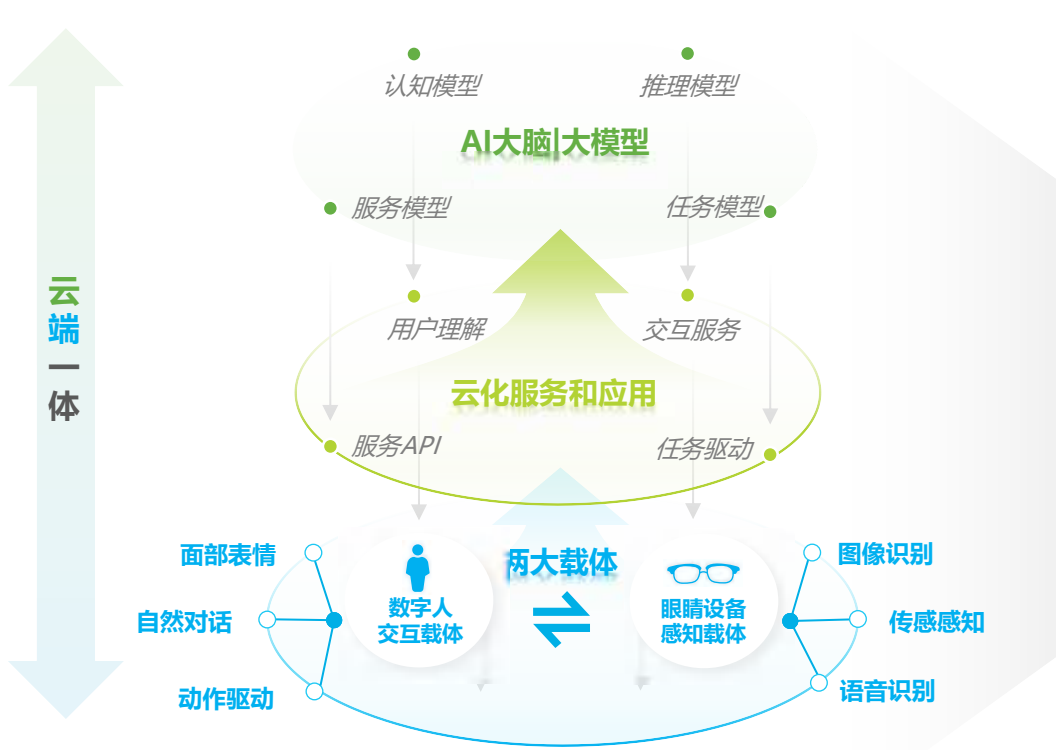 认知模型
推理模型
AI大脑|大模型
服务模型
任务模型
云端一体
用户理解
交互服务
云化服务和应用
服务API
任务驱动
面部表情
两大载体
图像识别
自然对话
数字人
交互载体
眼睛设备
感知载体
传感感知
动作驱动
语音识别